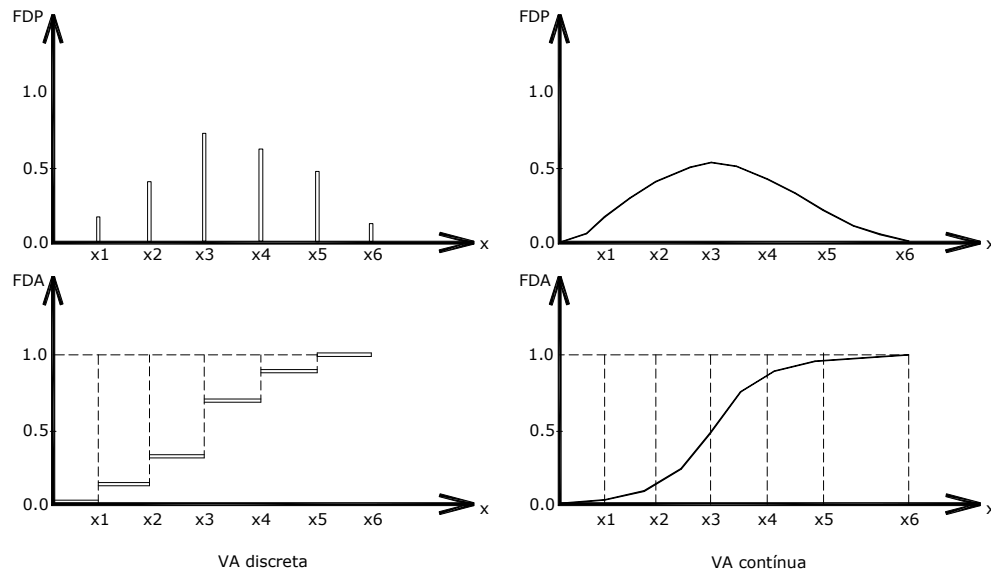 FDP
1.0
0.5
0.0
x1 x2 x3 x4 x5 x6 x
FDP
1.0
0.5
0.0
x1 x2 x3 x4 x5 x6 x
FDA
1.0
0.5
0.0
x1 x2 x3 x4 x5 x6 x
VA discreta
FDA
1.0
0.5
0.0
x1 x2 x3 x4 x5 x6 x
VA contínua